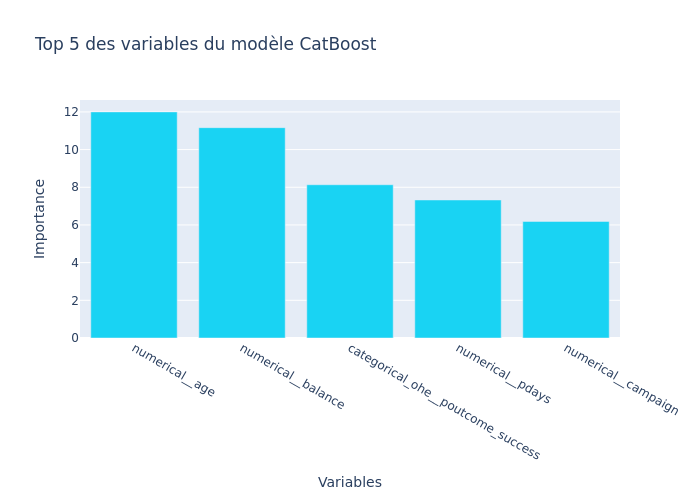 Top 5 des variables du modèle CatBoost
Importance
12
10
8
6
4
2
0
numerical__age
numerical__balance
categorical_ohe__poutcome_success
numerical__pdays
numerical__campaign
Variables